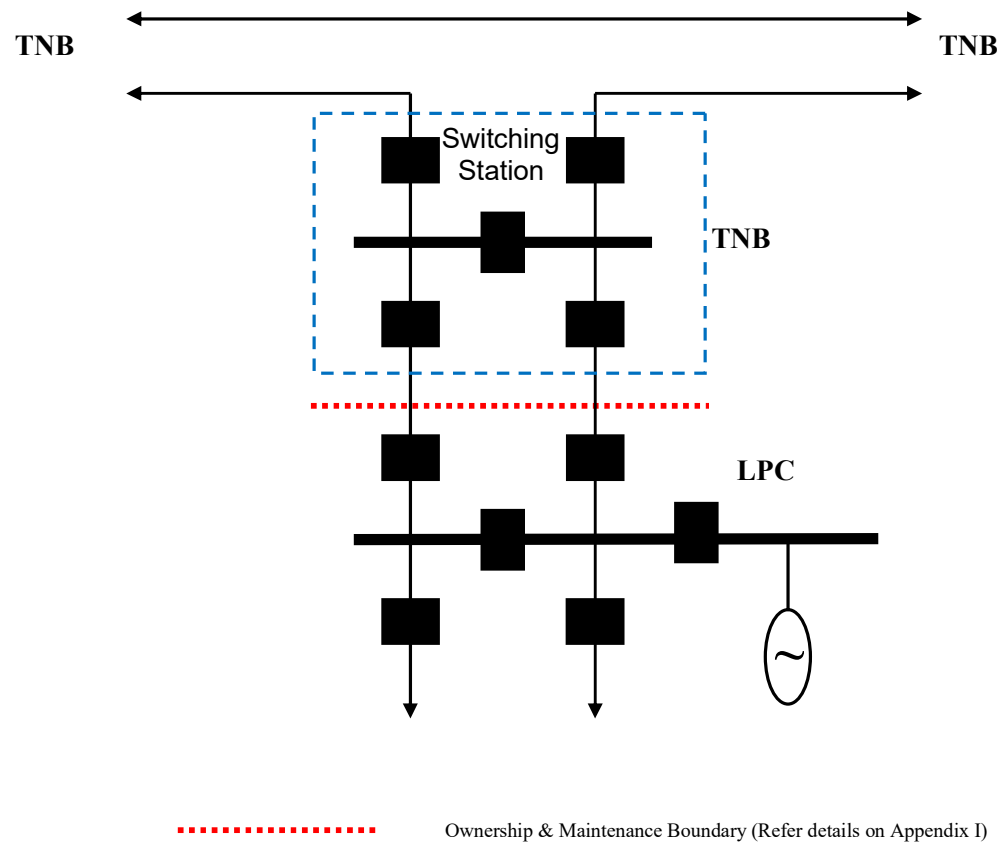 TNB
TNB
Switching
Station
TNB
LPC
~
Ownership & Maintenance Boundary (Refer details on Appendix I)